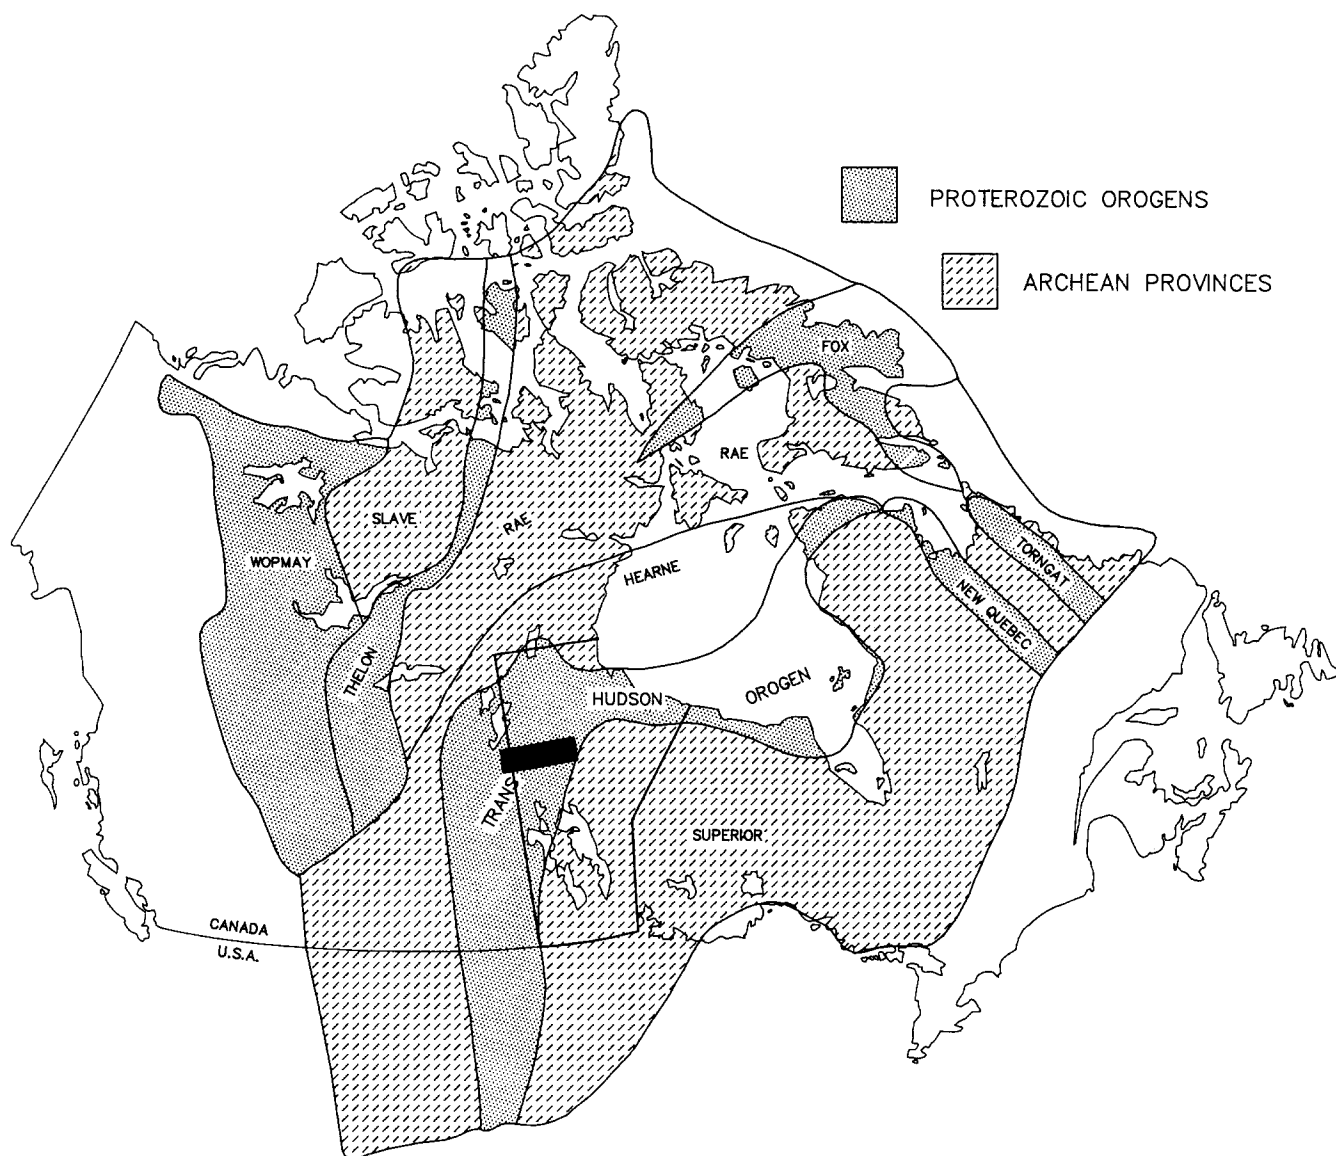 PROTEROZOIC OROGENS
ARCHEAN PROVINCES
FOX
RAE
SLAVE
RAE
WOPMAY
HEARNE
TORNGAT
NEW QUEBEC
THELON
HUDSON
OROGEN
TRANS
SUPERIOR
CANADA
U.S.A.